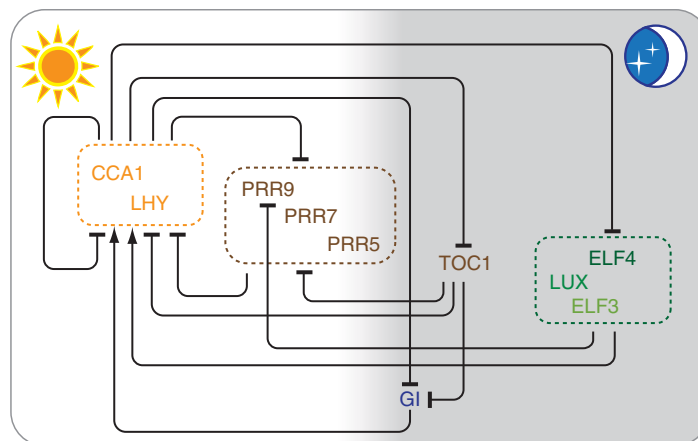 CCA1
LHY
PRR9
PRR7
PRR5
TOC1
ELF4
LUX
ELF3
GI